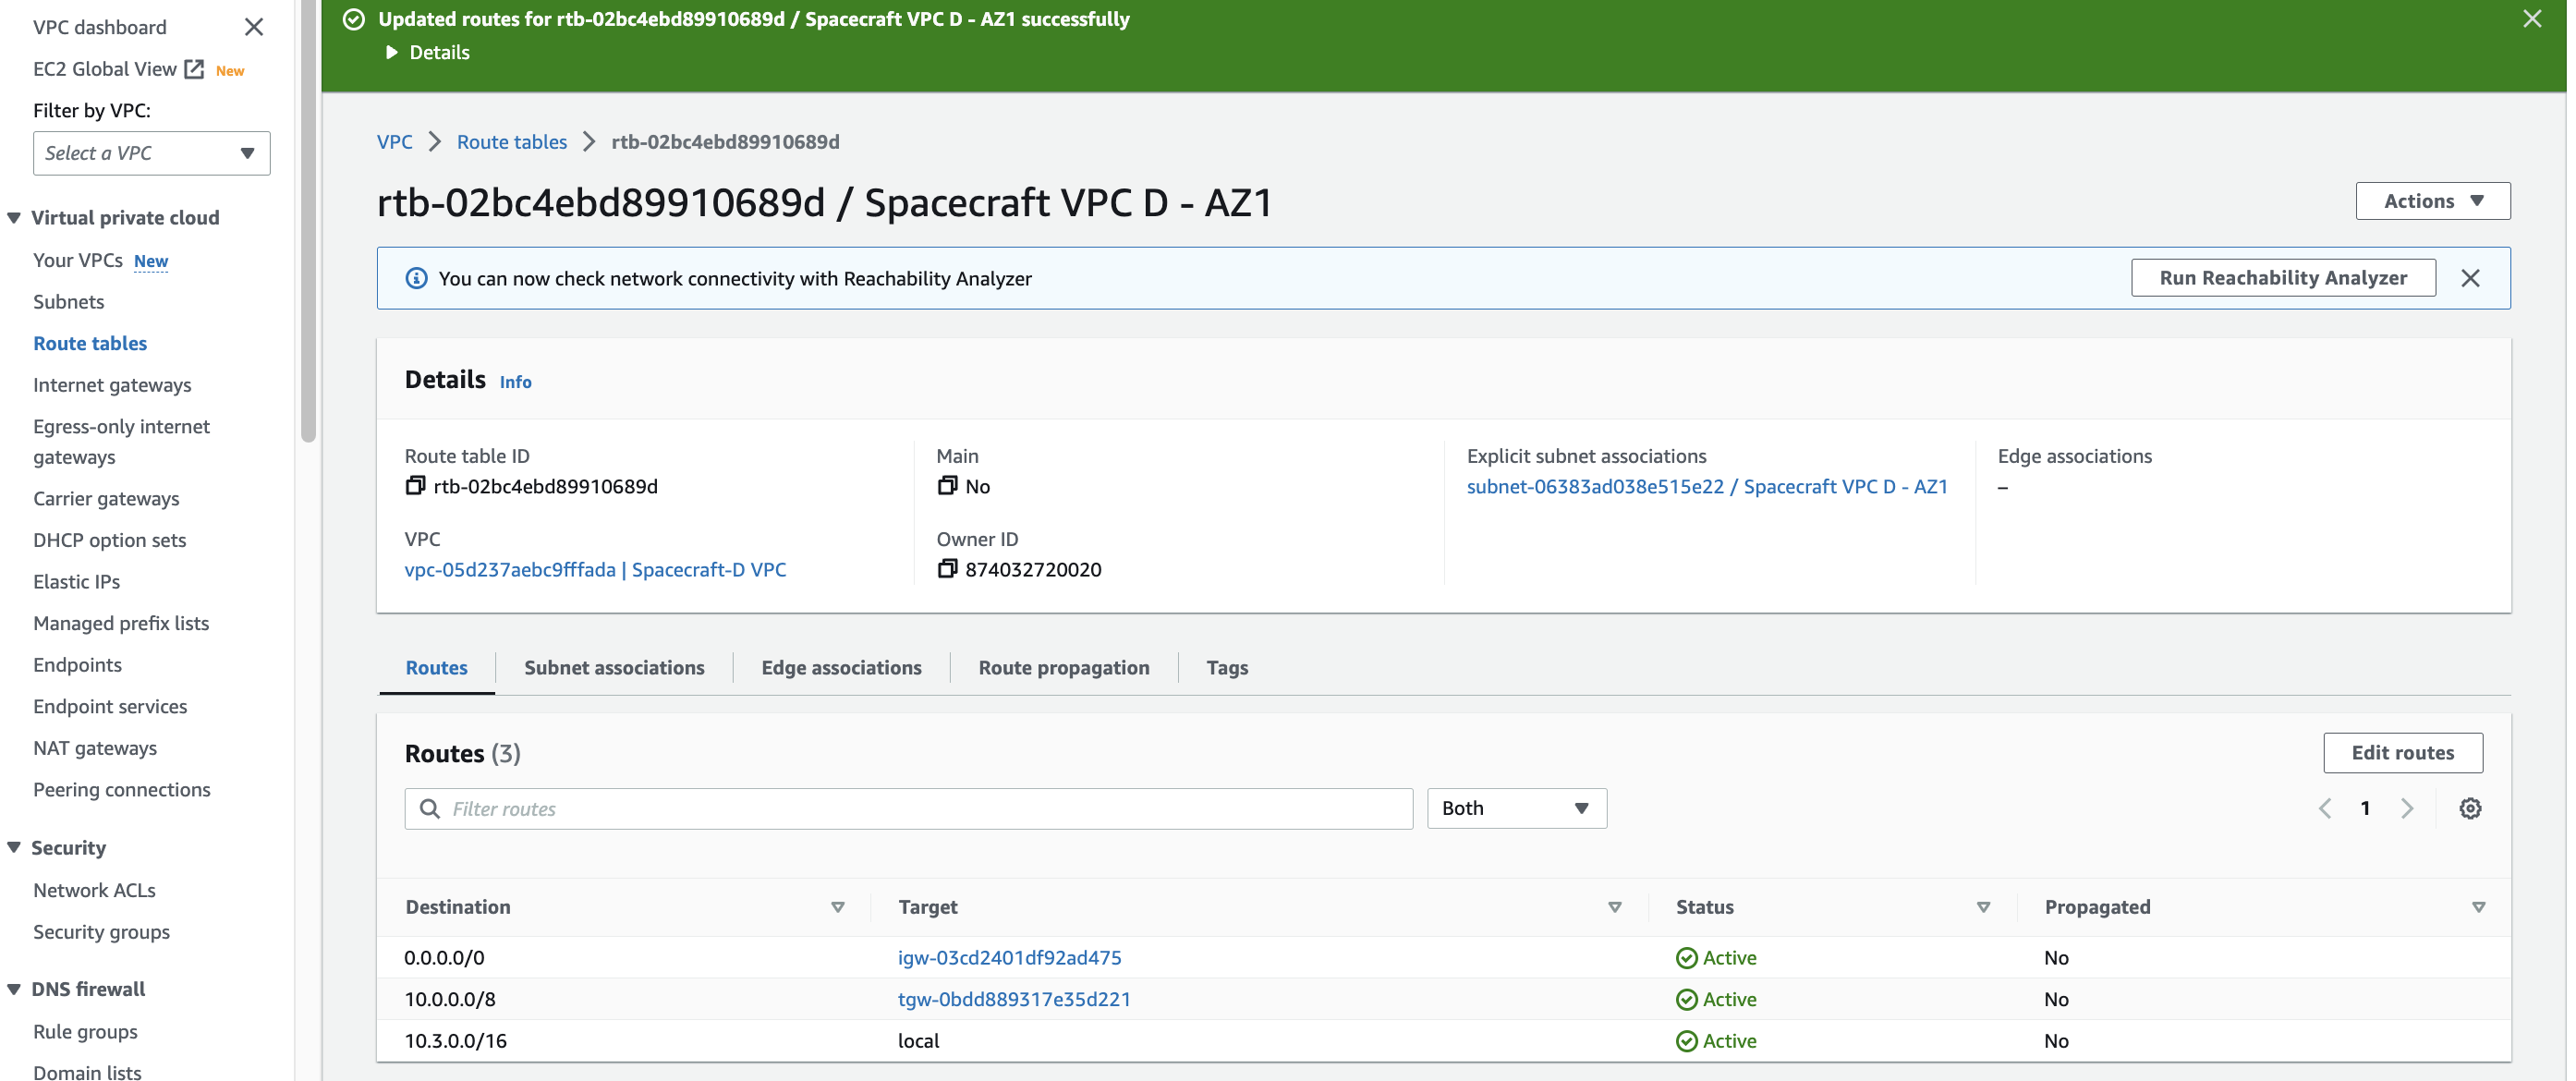 VPC dashboard
EC2 Global View New
Filter by VPC:
Select a VPC
Virtual private cloud
Your VPCs New
Subnets
Route tables
Internet gateways
Egress-only internet
gateways
Carrier gateways
DHCP option sets
Elastic IPs
Managed prefix lists
Endpoints
Endpoint services
NAT gateways
Peering connections
Security
Network ACLs
Security groups
DNS firewall
Rule groups
Domain lists
Updated routes for rtb-02bc4ebd89910689d / Spacecraft VPC D - AZ1 successfully
Details
VPC > Route tables > rtb-02bc4ebd89910689d
rtb-02bc4ebd89910689d / Spacecraft VPC D - AZ1
Actions
You can now check network connectivity with Reachability Analyzer
Run Reachability Analyzer
Details Info
Route table ID
rtb-02bc4ebd89910689d
Main
No
Explicit subnet associations
subnet-06383ad038e515e22 / Spacecraft VPC D - AZ1
Edge associations
–
VPC
vpc-05d237aebc9fffada | Spacecraft-D VPC
Owner ID
874032720020
Routes Subnet associations Edge associations Route propagation Tags
Routes (3)
Edit routes
Filter routes
Both
1
Destination Target Status Propagated
0.0.0.0/0 igw-03cd2401df92ad475 Active No
10.0.0.0/8 tgw-0bdd889317e35d221 Active No
10.3.0.0/16 local Active No